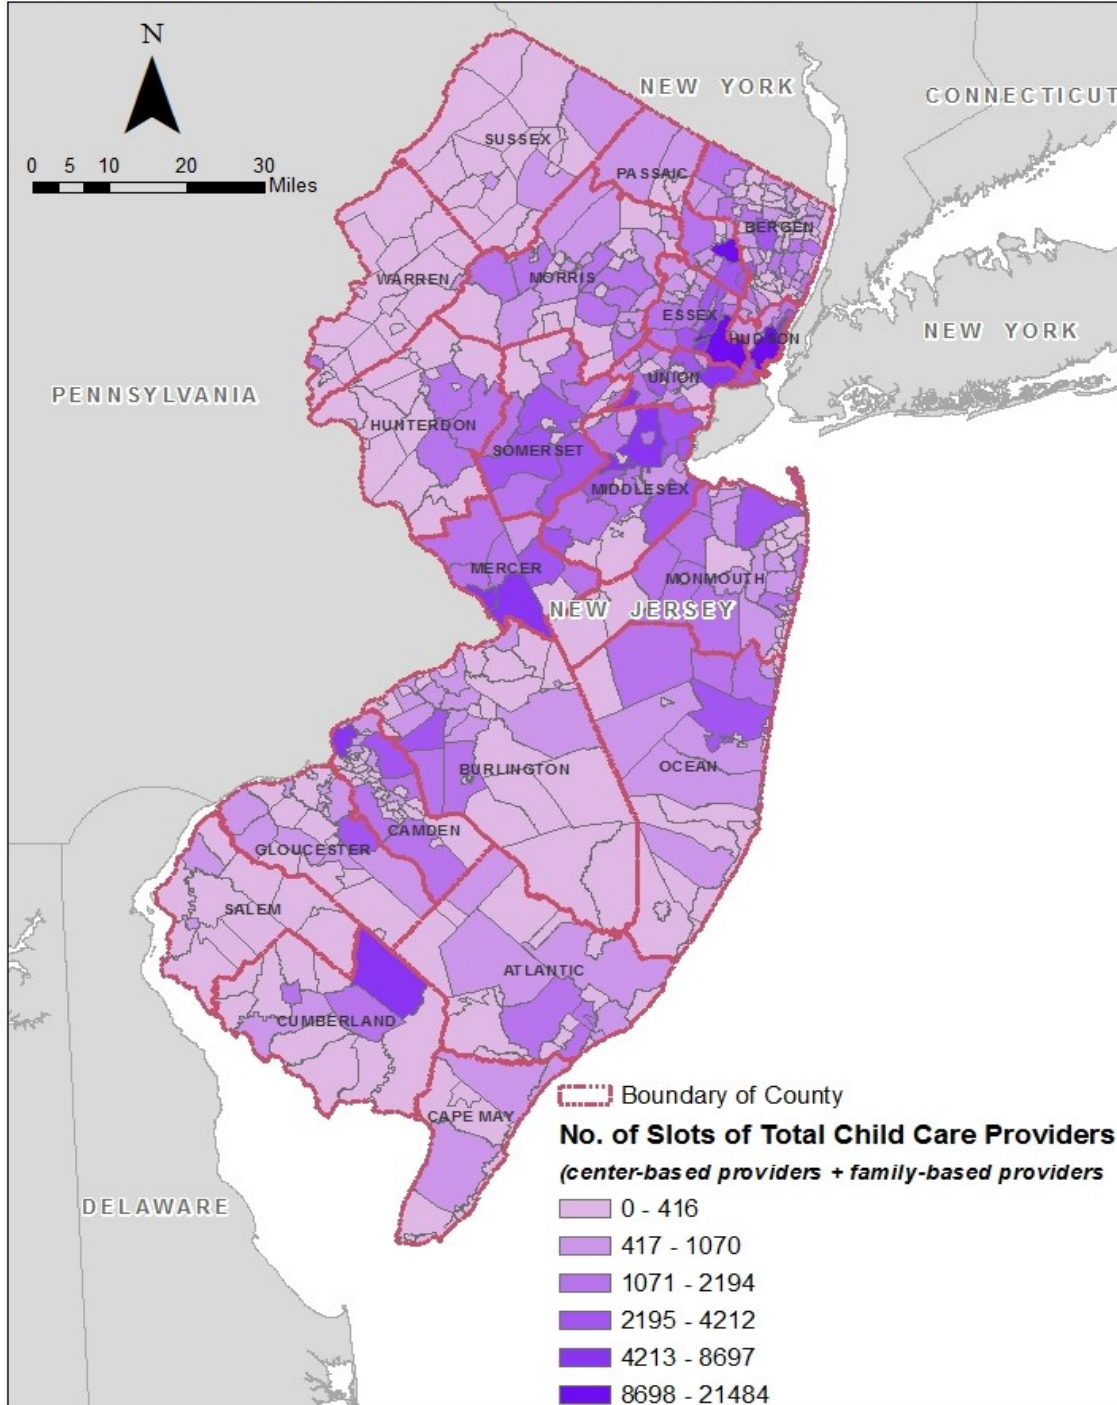 N
NEW YORK
CONNECTICUT
SUSSEX
0 5 10 20 30
Miles
PASSAIC
BERGEN
WARREN
MORRIS
ESSEX
HUDSON
NEW YORK
UNION
PENNSYLVANIA
HUNTERDON
SOMERSET
MIDDLESEX
MERCER
MONMOUTH
NEW JERSEY
BURLINGTON
OCEAN
CAMDEN
GLOUCESTER
SALEM
ATLANTIC
CUMBERLAND
CAPE MAY
DELAWARE
Boundary of County
No. of Slots of Total Child Care Providers
(center-based providers + family-based providers
0 - 416
417 - 1070
1071 - 2194
2195 - 4212
4213 - 8697
8698 - 21484